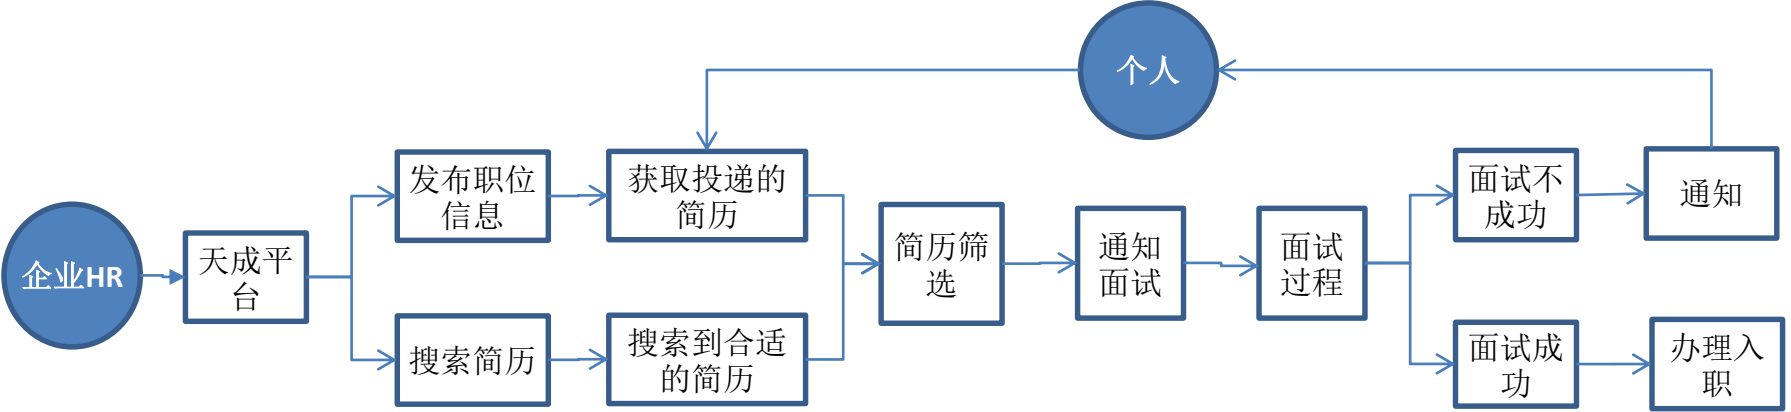 个人
企业HR
天成平
台
发布职位
信息
获取投递的
简历
搜索简历
搜索到合适
的简历
简历筛
选
通知
面试
面试
过程
面试不
成功
通知
面试成
功
办理入
职